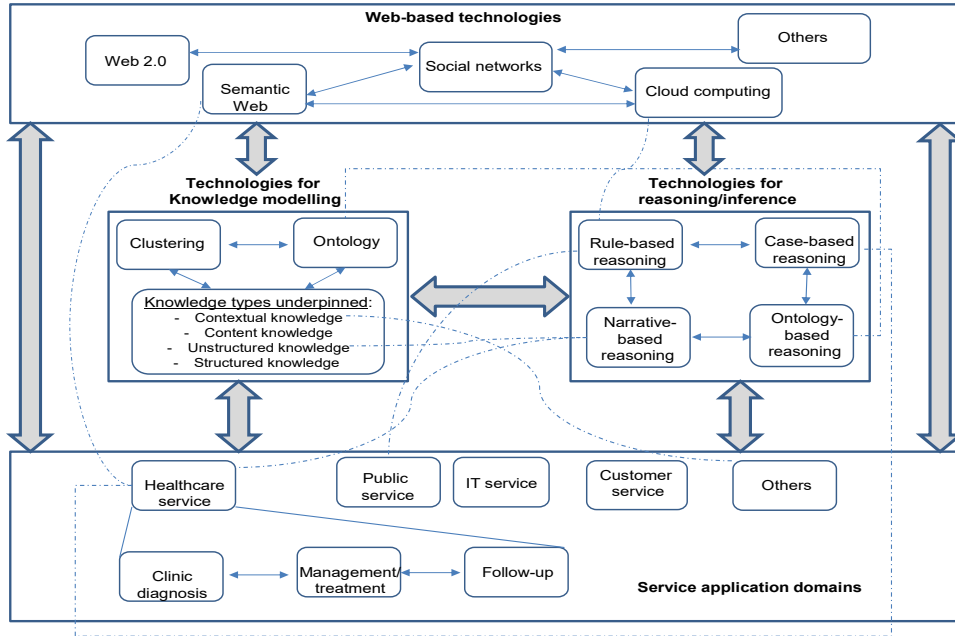 Web-based technologies
Web 2.0
Social networks
Others
Semantic
Web
Cloud computing
Technologies for
Knowledge modelling
Technologies for
reasoning/inference
Clustering
Ontology
Knowledge types underpinned:
- Contextual knowledge
- Content knowledge
- Unstructured knowledge
- Structured knowledge
Rule-based
reasoning
Case-based
reasoning
Narrative-
based
reasoning
Ontology-
based
reasoning
Healthcare
service
Public
service
IT service
Customer
service
Others
Clinic
diagnosis
Management/
treatment
Follow-up
Service application domains